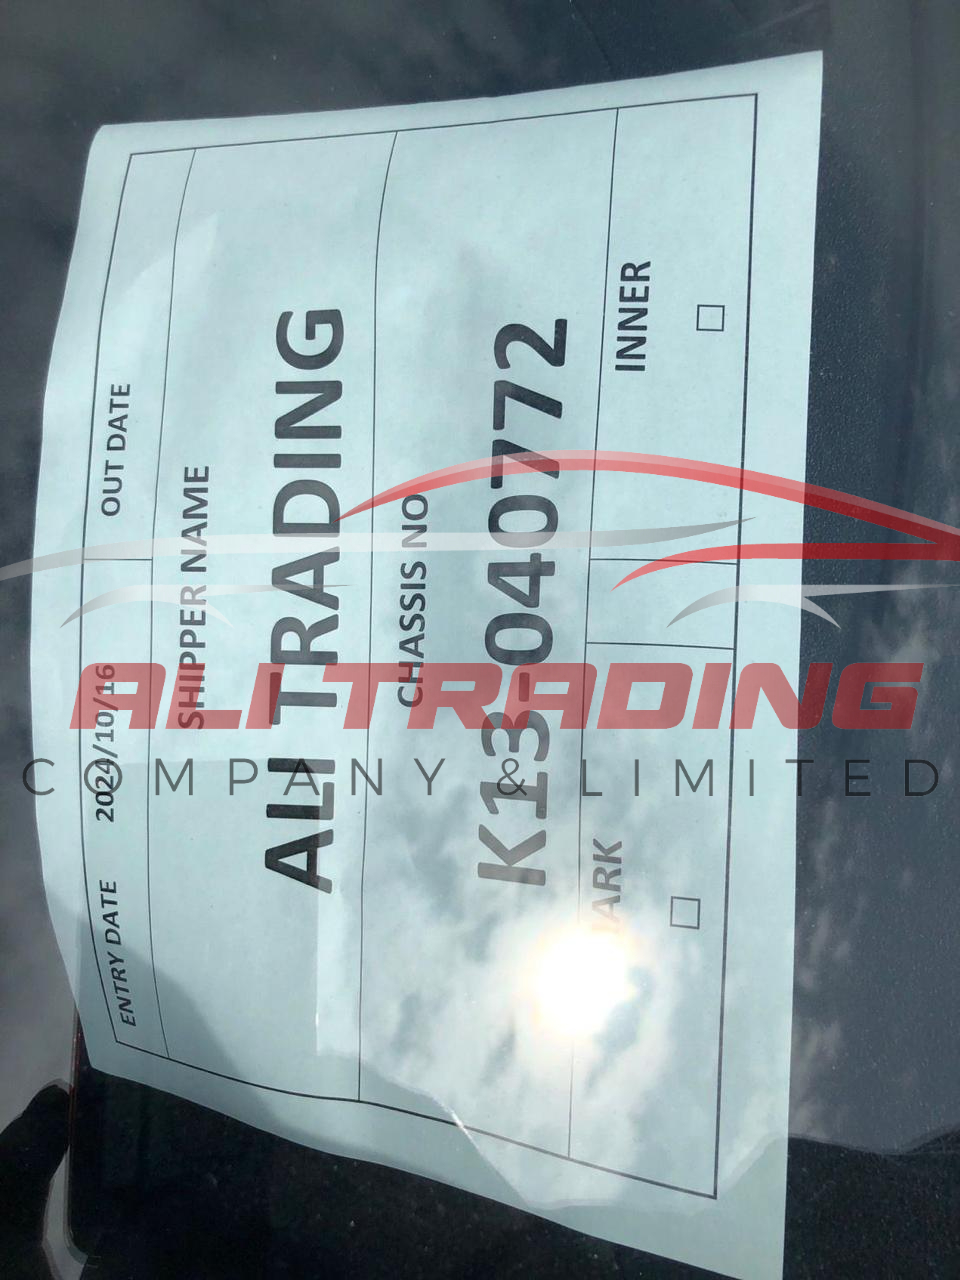 ENTRY DATE 2024/10/16 OUT DATE
SHIPPER NAME
ALI TRADING
CHASSIS NO
K13-040772
ARK INNER
ALI TRADING
COMPANY & LIMITED